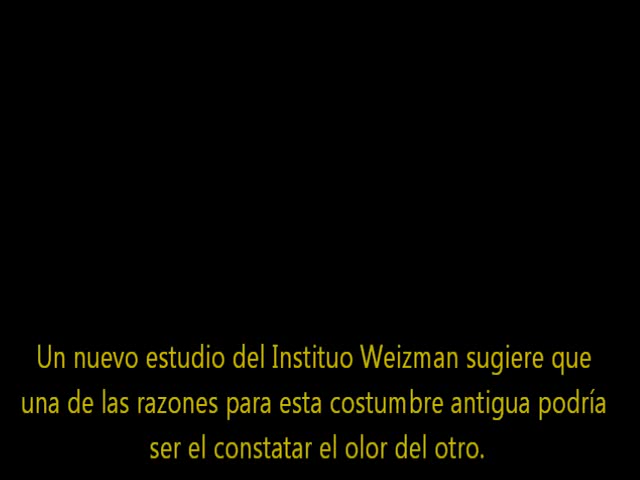 Un nuevo estudio del Instituo Weizman sugiere que
una de las razones para esta costumbre antigua podría
ser el constatar el olor del otro.